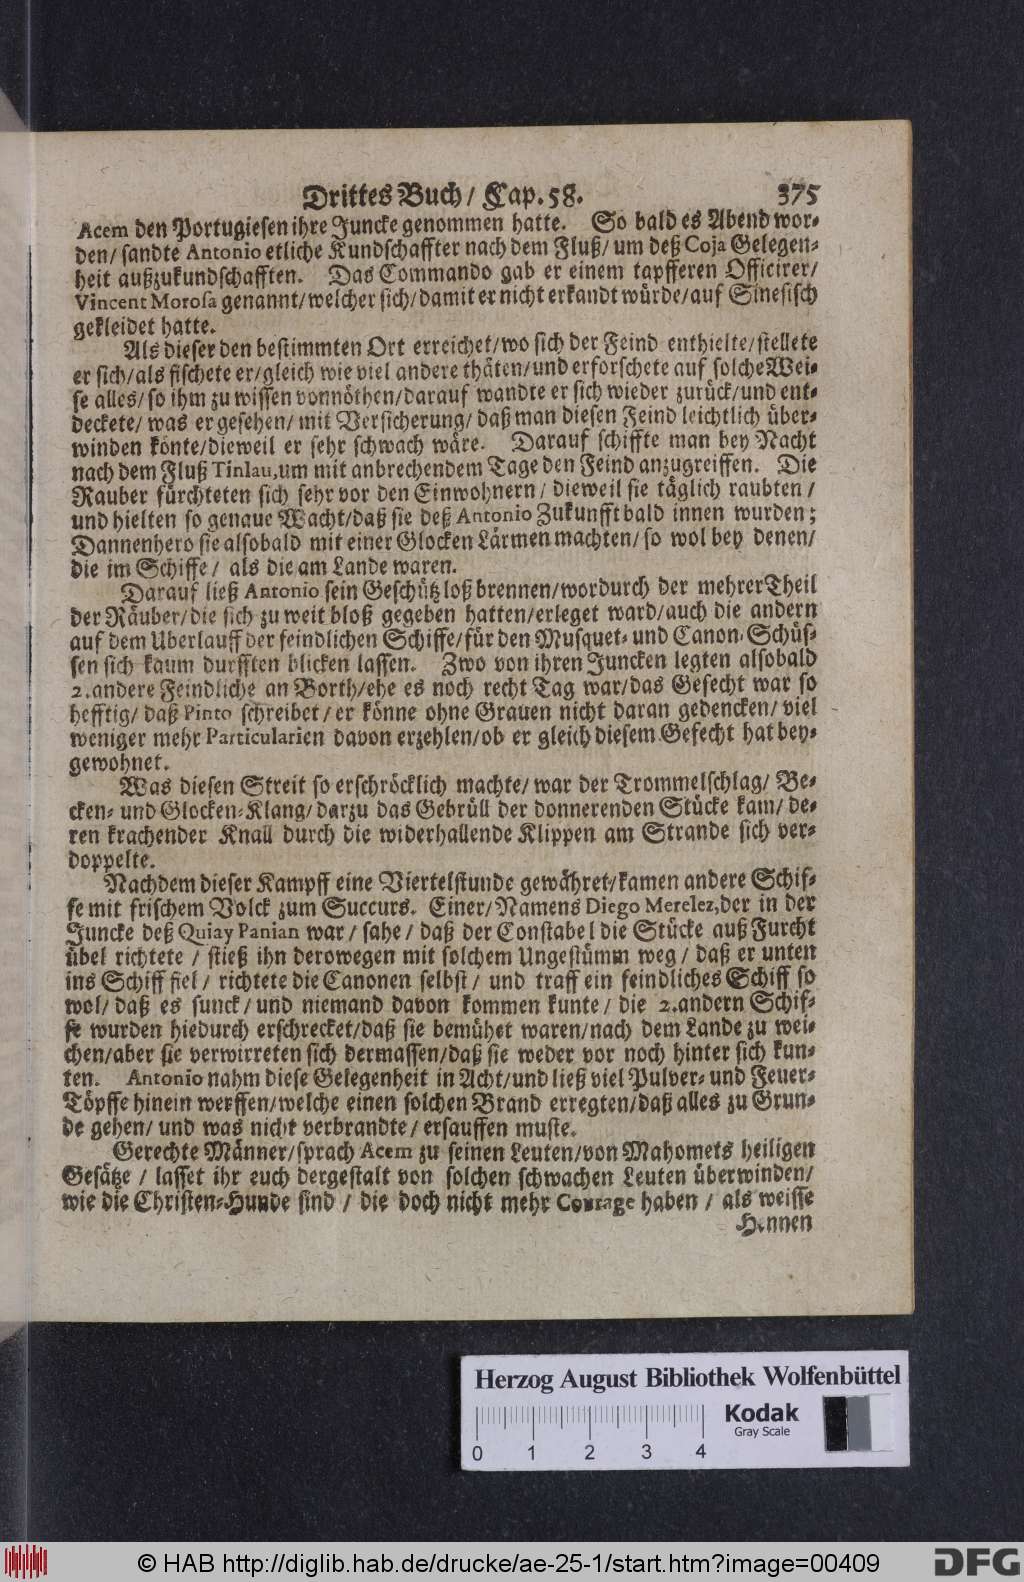 Drittes Buch / Cap. 58. 375
Acem den Portugiesen ihre Juncke genommen hatte. So bald es Abend wor-
den / sandte Antonio etliche Kundschaffter nach dem Fluß / um deß Coja Gelegen-
heit außzukundschafften. Das Commando gab er einem tapfferen Officirer /
Vincent Morosa genannt / welcher sich / damit er nicht erkandt würde / auf Sinesisch
gekleidet hatte.
Als dieser den bestimmten Ort erreichet / wo sich der Feind enthielte / stellete
er sich / als fischete er / gleich wie viel andere thäten / und erforschete auf solche Wei-
se alles / so ihm zu wissen vonnöthen / darauf wandte er sich wieder zurück / und ent-
deckete / was er gesehen / mit Versicherung / daß man diesen Feind leichtlich über-
winden könte / dieweil er sehr schwach wäre. Darauf schiffte man bey Nacht
nach dem Fluß Tinlau, um mit anbrechendem Tage den Feind anzugreiffen. Die
Rauber fürchteten sich sehr vor den Einwohnern / dieweil sie täglich raubten /
und hielten so genaue Wacht / daß sie deß Antonio Zukunfft bald innen wurden;
Dannenhero sie alsobald mit einer Glocken Lärmen machten / so wol bey denen /
die im Schiffe / als die am Lande waren.
Darauf ließ Antonio sein Geschütz loß brennen / wordurch der mehrer Theil
der Räuber / die sich zu weit bloß gegeben hatten / erleget ward / auch die andern
auf dem Uberlauff der feindlichen Schiffe / für den Musquet- und Canon-Schüs-
sen sich kaum durfften blicken lassen. Zwo von ihren Juncken legten alsobald
2. andere Feindliche an Borth / ehe es noch recht Tag war / das Gefecht war so
hefftig / daß Pinto schreibet / er könne ohne Grauen nicht daran gedencken / viel
weniger mehr Particularien davon erzehlen / ob er gleich diesem Gefecht hat bey-
gewohnet.
Was diesen Streit so erschröcklich machte / war der Trommelschlag / Be-
cken- und Glocken-Klang / darzu das Gebrüll der donnerenden Stücke kam / de-
ren krachender Knall durch die widerhallende Klippen am Strande sich ver-
doppelte.
Nachdem dieser Kampff eine Viertelstunde gewähret / kamen andere Schif-
fe mit frischem Volck zum Succurs. Einer / Namens Diego Merelez, der in der
Juncke deß Quiay Panian war / sahe / daß der Constabel die Stücke auß Furcht
übel richtete / stieß ihn derowegen mit solchem Ungestümm weg / daß er unten
ins Schiff fiel / richtete die Canonen selbst / und traff ein feindliches Schiff so
wol / daß es sunck / und niemand davon kommen kunte / die 2. andern Schif-
fe wurden hiedurch erschrecket / daß sie bemühet waren / nach dem Lande zu wei-
chen / aber sie verwirreten sich dermassen / daß sie weder vor noch hinter sich kun-
ten. Antonio nahm diese Gelegenheit in Acht / und ließ viel Pulver- und Feuer-
Töpffe hinein werffen / welche einen solchen Brand erregten / daß alles zu Grun-
de gehen / und was nicht verbrandte / ersauffen muste.
Gerechte Männer / sprach Acem zu seinen Leuten / von Mahomets heiligen
Gesätze / lasset ihr euch dergestalt von solchen schwachen Leuten überwinden /
wie die Christen-Hunde sind / die doch nicht mehr Courage haben / als weisse
Hennen
Herzog August Bibliothek Wolfenbüttel
Kodak
Gray Scale
0 1 2 3 4
© HAB http://diglib.hab.de/drucke/ae-25-1/start.htm?image=00409
DFG